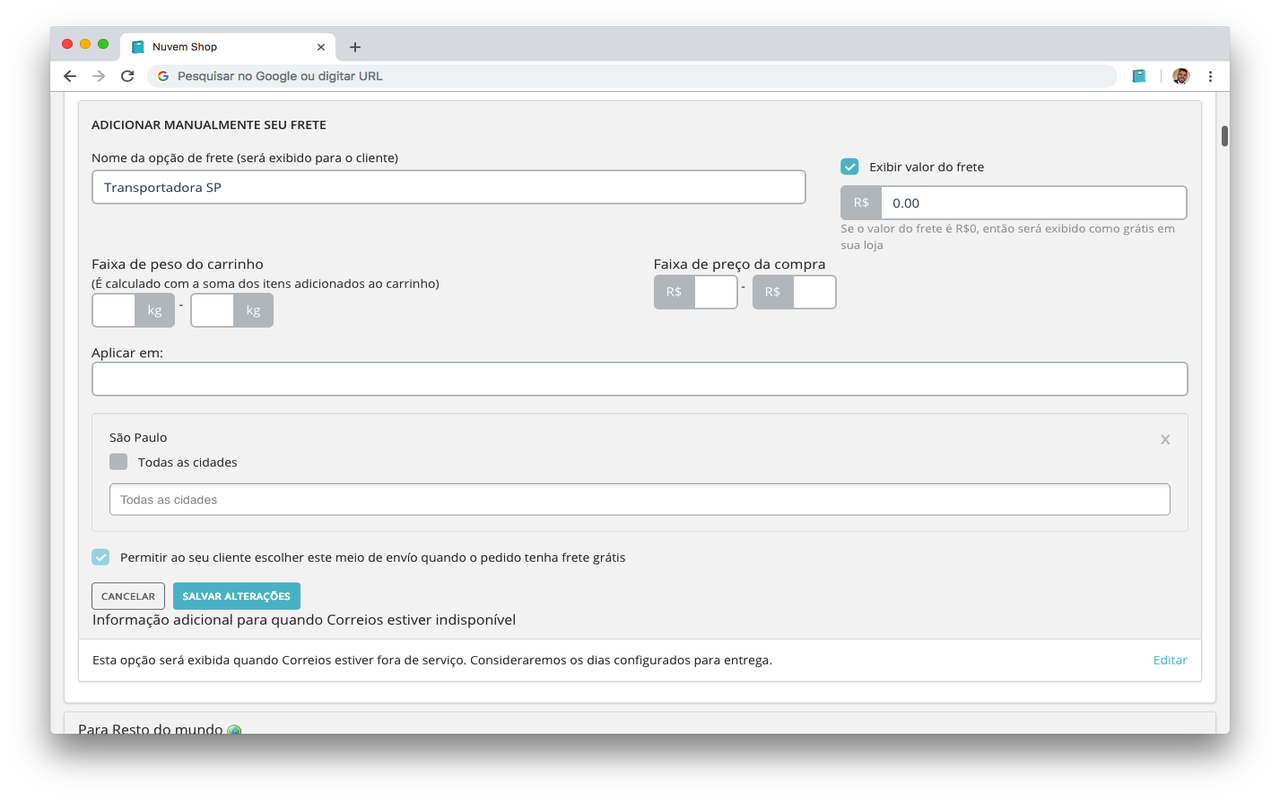 Nuvem Shop
Pesquisar no Google ou digitar URL
ADICIONAR MANUALMENTE SEU FRETE
Nome da opção de frete (será exibido para o cliente)
Transportadora SP
Exibir valor do frete
R$ 0.00
Se o valor do frete é R$0, então será exibido como grátis em
sua loja
Faixa de peso do carrinho
(É calculado com a soma dos itens adicionados ao carrinho)
kg - kg
Faixa de preço da compra
R$ - R$
Aplicar em:
São Paulo
X
Todas as cidades
Todas as cidades
Permitir ao seu cliente escolher este meio de envío quando o pedido tenha frete grátis
CANCELAR
SALVAR ALTERAÇÕES
Informação adicional para quando Correios estiver indisponível
Esta opção será exibida quando Correios estiver fora de serviço. Consideraremos os dias configurados para entrega.
Editar
Para Resto do mundo